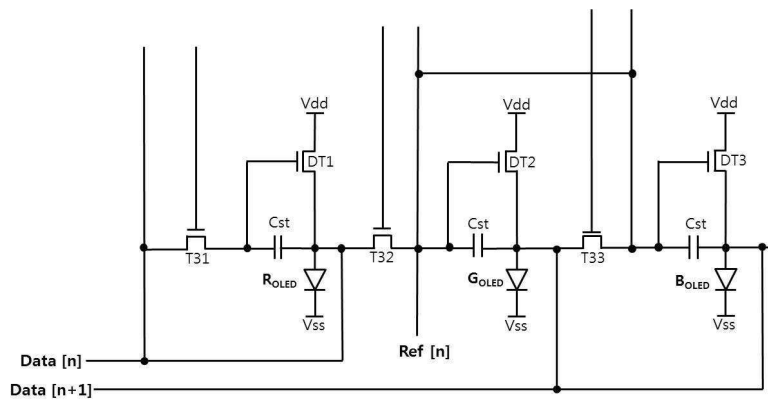 Vdd
Vdd
Vdd
DT1
DT2
DT3
Cst
Cst
Cst
T31
T32
T33
R_OLED
G_OLED
B_OLED
Vss
Vss
Vss
Ref [n]
Data [n]
Data [n+1]